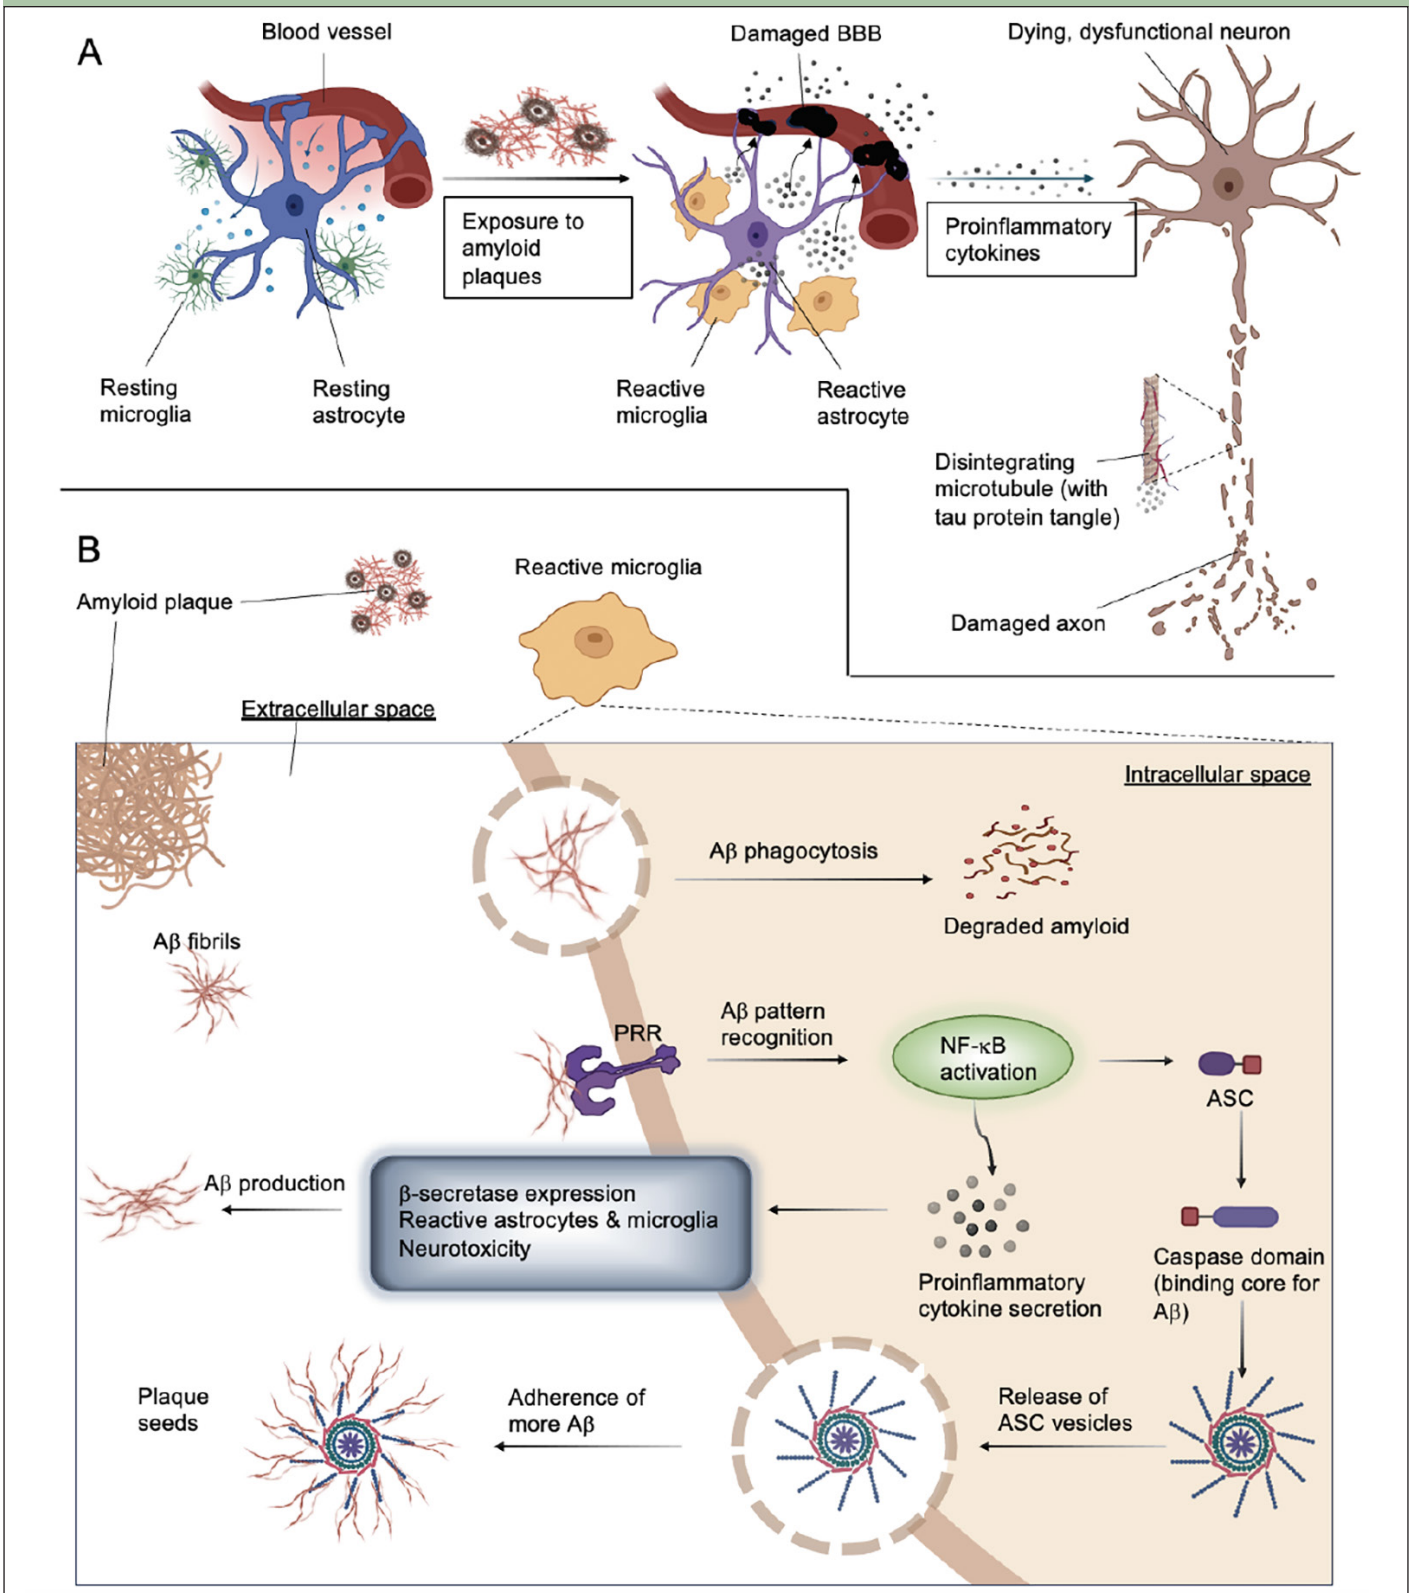 A
Blood vessel
Damaged BBB
Dying, dysfunctional neuron
Exposure to
amyloid
plaques
Proinflammatory
cytokines
Resting
microglia
Resting
astrocyte
Reactive
microglia
Reactive
astrocyte
Disintegrating
microtubule (with
tau protein tangle)
Damaged axon
B
Amyloid plaque
Reactive microglia
Extracellular space
Intracellular space
Aβ phagocytosis
Degraded amyloid
Aβ fibrils
PRR
Aβ pattern
recognition
NF-κB
activation
ASC
Aβ production
β-secretase expression
Reactive astrocytes & microglia
Neurotoxicity
Proinflammatory
cytokine secretion
Caspase domain
(binding core for
Aβ)
Plaque
seeds
Adherence of
more Aβ
Release of
ASC vesicles